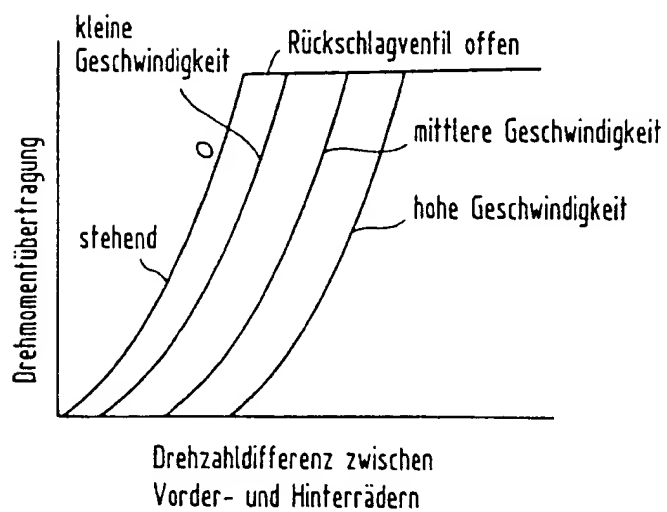 kleine
Geschwindigkeit
Rückschlagventil offen
mittlere Geschwindigkeit
hohe Geschwindigkeit
stehend
Drehmomentübertragung
Drehzahldifferenz zwischen
Vorder- und Hinterrädern